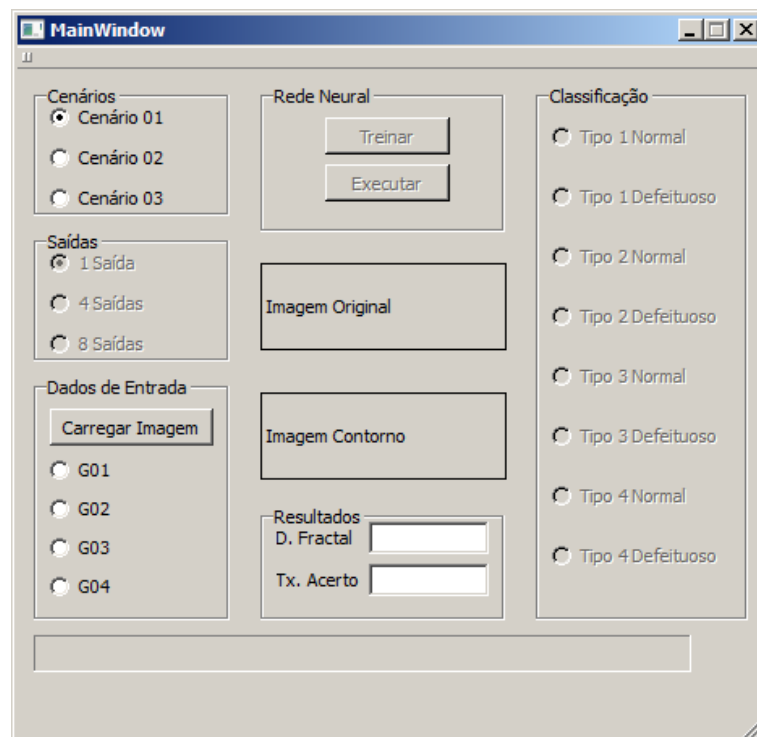 MainWindow
Cenários
Cenário 01
Cenário 02
Cenário 03
Saídas
1 Saída
4 Saídas
8 Saídas
Dados de Entrada
Carregar Imagem
G01
G02
G03
G04
Rede Neural
Treinar
Executar
Imagem Original
Imagem Contorno
Resultados
D. Fractal
Tx. Acerto
Classificação
Tipo 1 Normal
Tipo 1 Defeituoso
Tipo 2 Normal
Tipo 2 Defeituoso
Tipo 3 Normal
Tipo 3 Defeituoso
Tipo 4 Normal
Tipo 4 Defeituoso